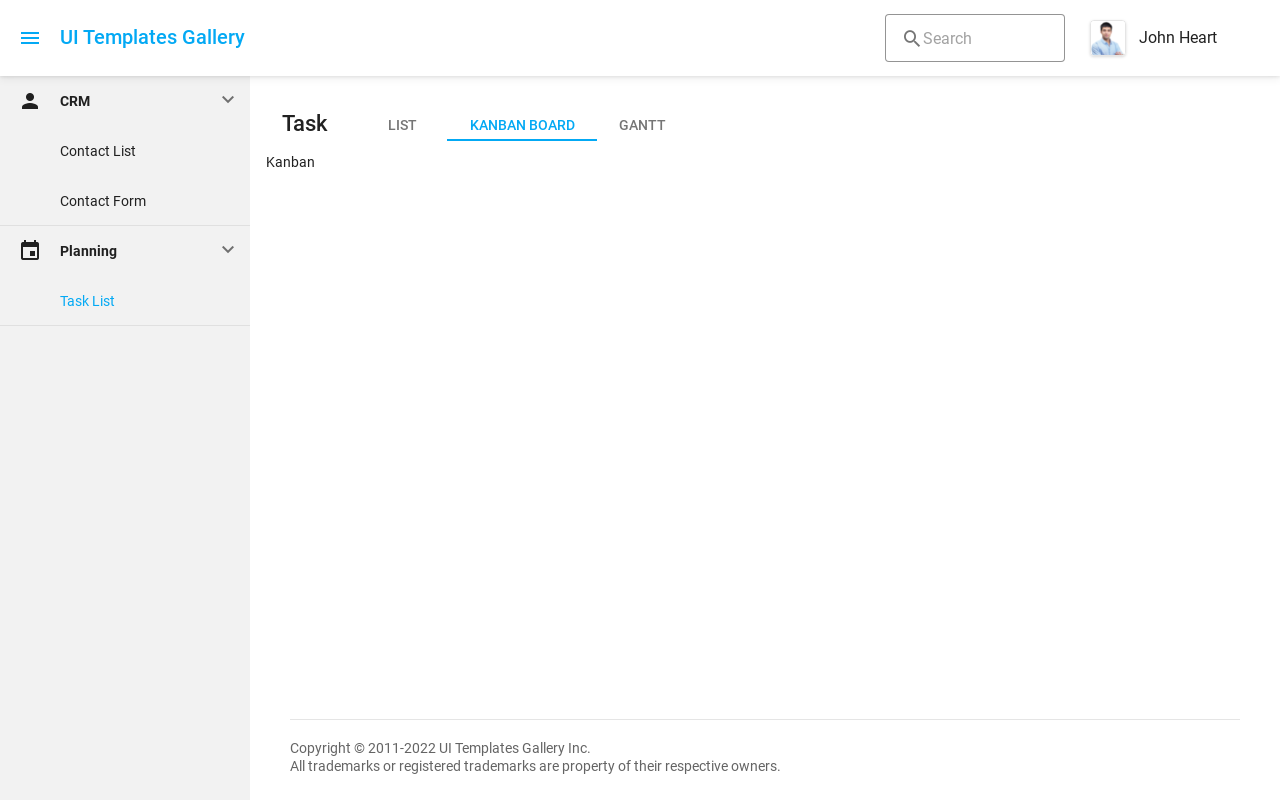 UI Templates Gallery
Search
John Heart
CRM
Contact List
Contact Form
Planning
Task List
Task
LIST
KANBAN BOARD
GANTT
Kanban
Copyright © 2011-2022 UI Templates Gallery Inc.
All trademarks or registered trademarks are property of their respective owners.